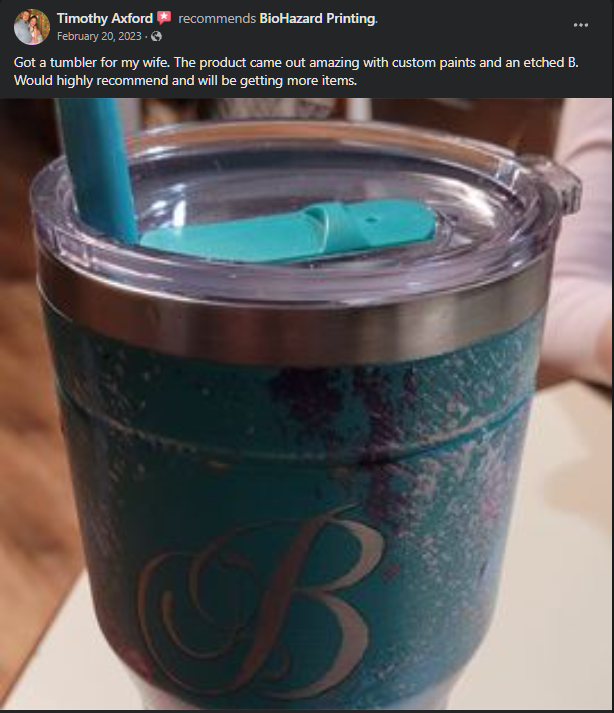 Timothy Axford recommends BioHazard Printing.
February 20, 2023 ·
Got a tumbler for my wife. The product came out amazing with custom paints and an etched B.
Would highly recommend and will be getting more items.
B